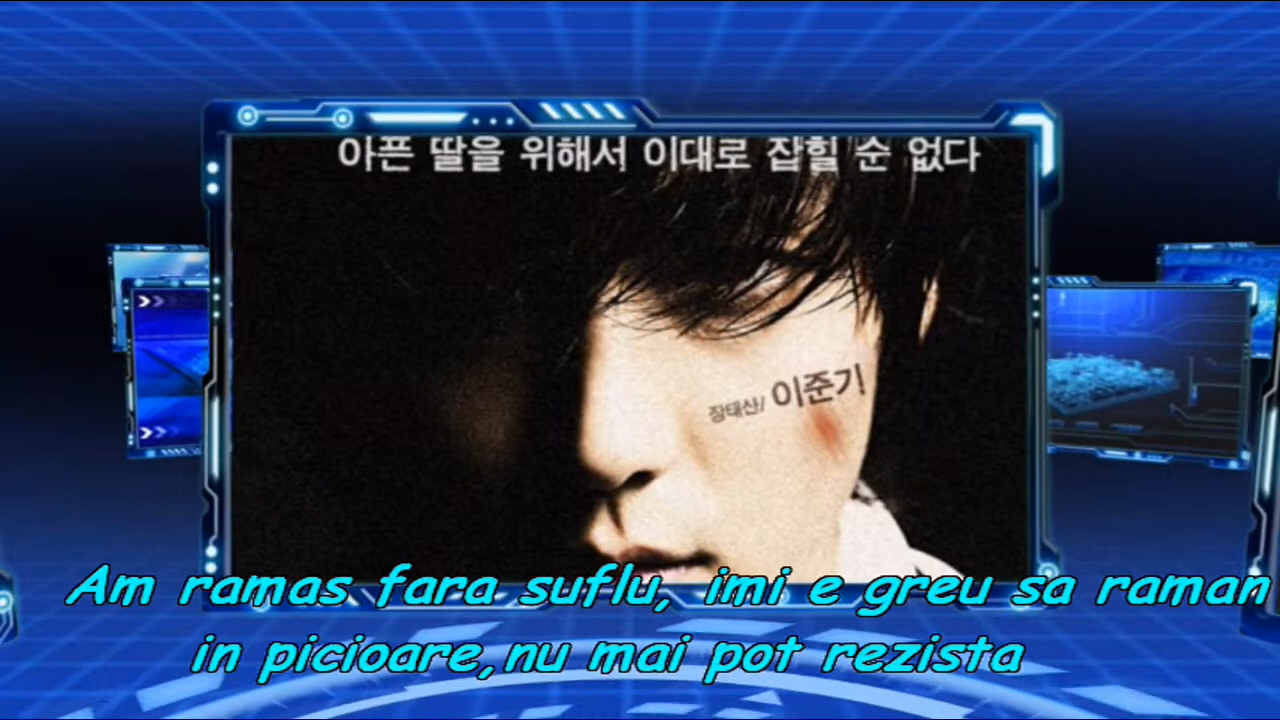 아픈 딸을 위해서 이대로 잡힐 순 없다
장태산/ 이준기
Am ramas fara suflu, imi e greu sa raman
in picioare,nu mai pot rezista